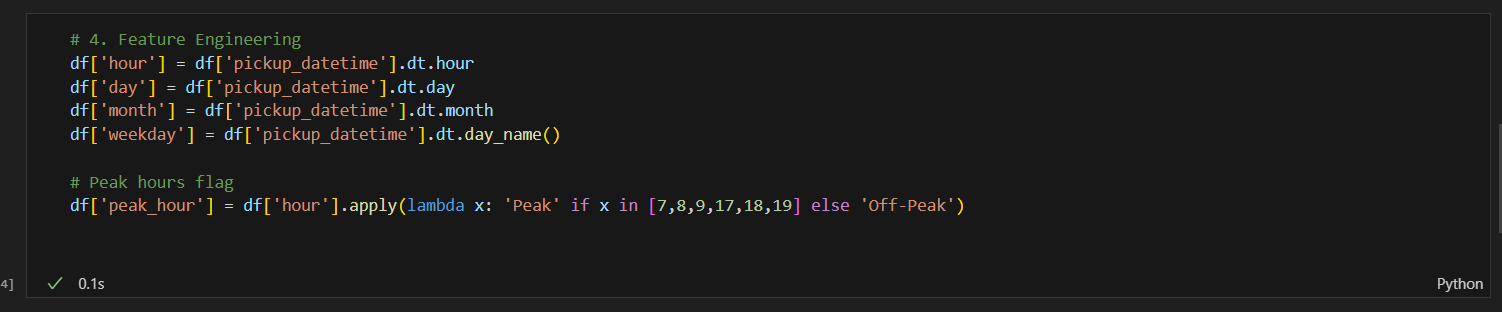 # 4. Feature Engineering
df['hour'] = df['pickup_datetime'].dt.hour
df['day'] = df['pickup_datetime'].dt.day
df['month'] = df['pickup_datetime'].dt.month
df['weekday'] = df['pickup_datetime'].dt.day_name()
# Peak hours flag
df['peak_hour'] = df['hour'].apply(lambda x: 'Peak' if x in [7,8,9,17,18,19] else 'Off-Peak')
4] ✓ 0.1s Python